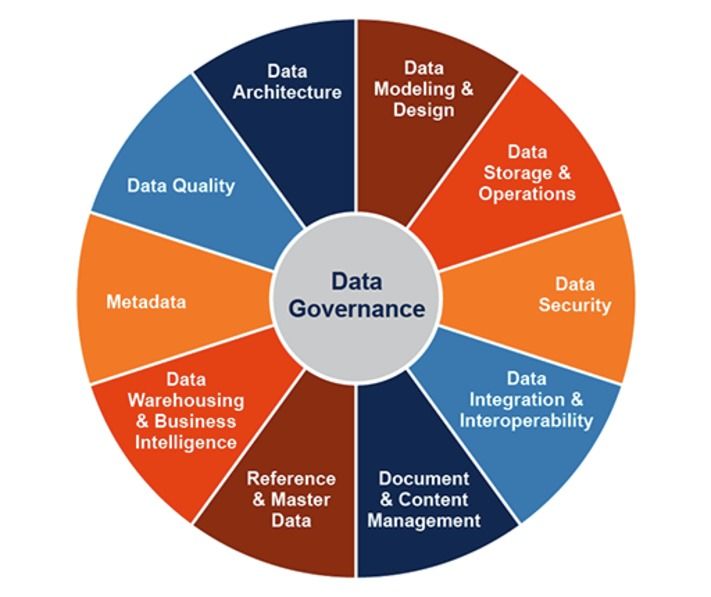 Data
Architecture
Data
Modeling &
Design
Data
Storage &
Operations
Data
Security
Data
Integration &
Interoperability
Document
& Content
Management
Reference
& Master
Data
Data
Warehousing
& Business
Intelligence
Metadata
Data Quality
Data
Governance